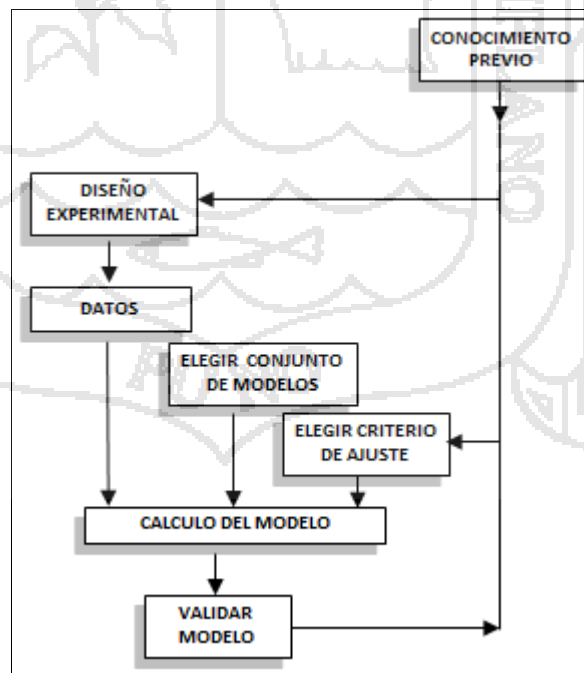 CONOCIMIENTO
PREVIO
DISEÑO
EXPERIMENTAL
DATOS
ELEGIR CONJUNTO
DE MODELOS
ELEGIR CRITERIO
DE AJUSTE
CALCULO DEL MODELO
VALIDAR
MODELO